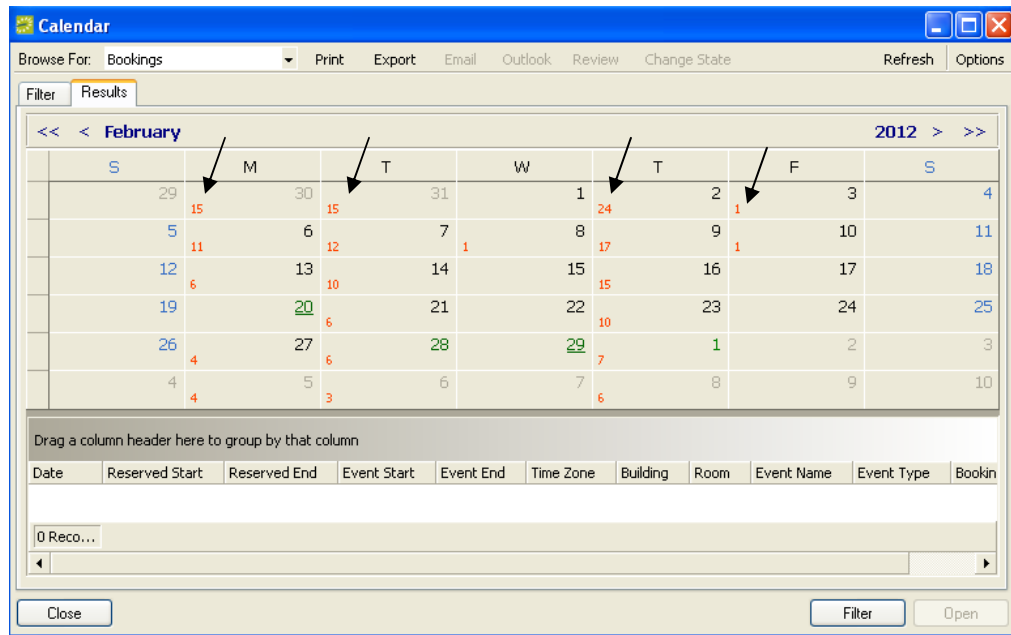 Calendar
Browse For: Bookings Print Export Email Outlook Review Change State Refresh Options
Filter Results
<< < February 2012 > >>
S M T W T F S
29 30 31 1 2 3 4
15 15 24 1
5 6 7 8 9 10 11
11 12 1 17 1
12 13 14 15 16 17 18
6 10 15
19 20 21 22 23 24 25
6 10
26 27 28 29 1 2 3
4 6 7
4 5 6 7 8 9 10
4 3 6
Drag a column header here to group by that column
Date Reserved Start Reserved End Event Start Event End Time Zone Building Room Event Name Event Type Bookin
0 Reco...
Close Filter Open